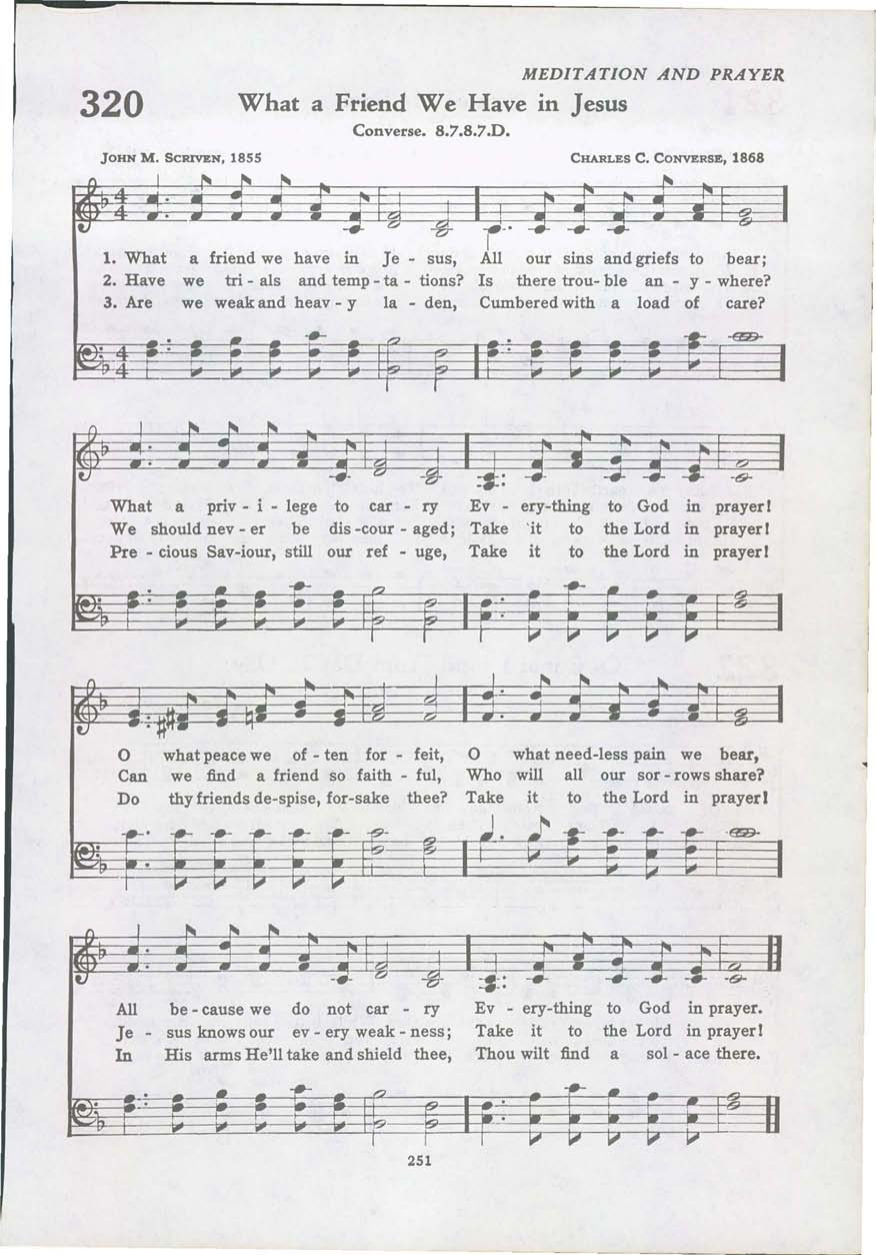 MEDITATION AND PRAYER
320 What a Friend We Have in Jesus
Converse. 8.7.8.7.D.
JOHN M. SCRIVEN, 1855 CHARLES C. CONVERSE, 1868
1. What a friend we have in Je - sus, All our sins and griefs to bear;
2. Have we tri - als and temp - ta - tions? Is there trou - ble an - y - where?
3. Are we weak and heav - y la - den, Cumbered with a load of care?
What a priv - i - lege to car - ry Ev - ery-thing to God in prayer!
We should nev - er be dis - cour - aged; Take it to the Lord in prayer!
Pre - cious Sav - iour, still our ref - uge, Take it to the Lord in prayer!
O what peace we of - ten for - feit, O what need-less pain we bear,
Can we find a friend so faith - ful, Who will all our sor - rows share?
Do thy friends de-spise, for-sake thee? Take it to the Lord in prayer!
All be - cause we do not car - ry Ev - ery-thing to God in prayer.
Je - sus knows our ev - ery weak - ness; Take it to the Lord in prayer!
In His arms He'll take and shield thee, Thou wilt find a sol - ace there.
251